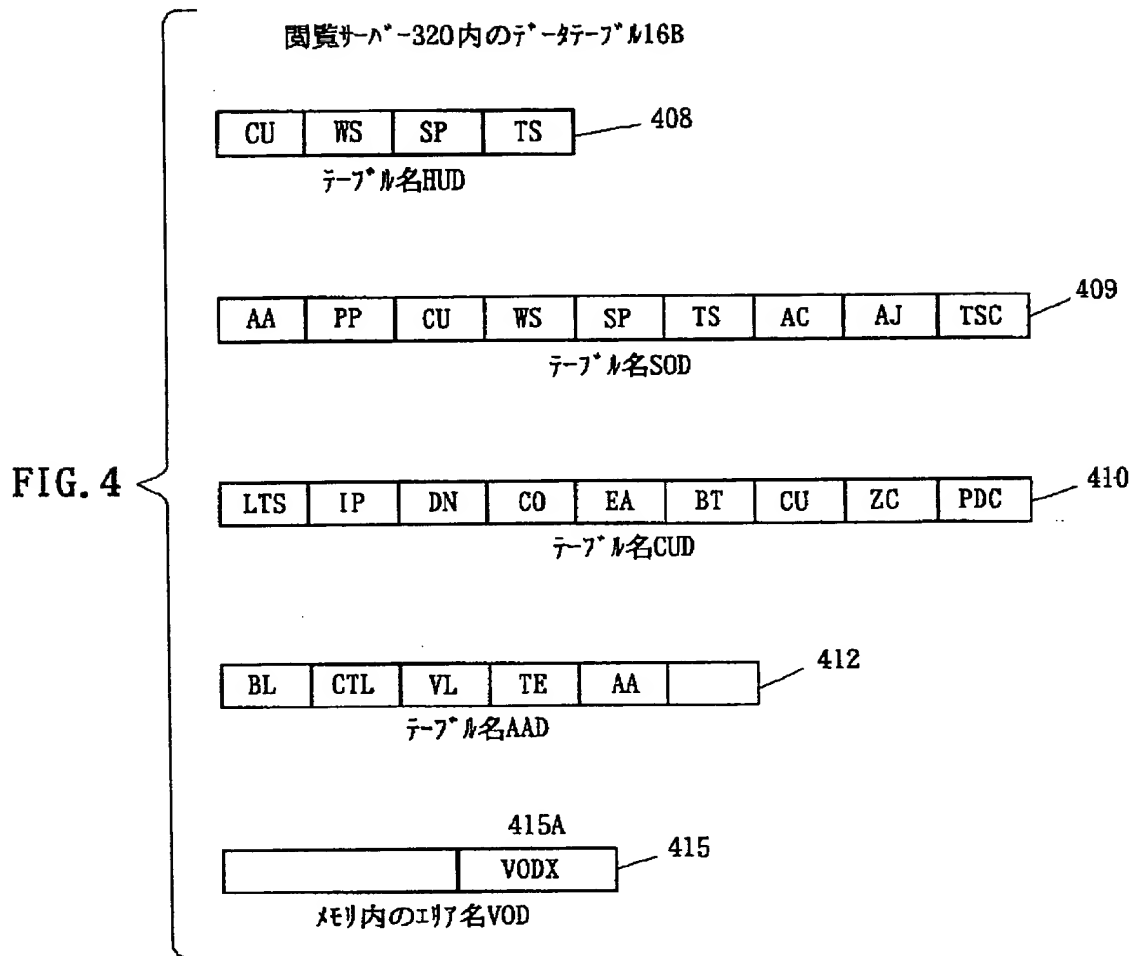 閲覧ｻｰﾊﾞｰ320内のﾃﾞｰﾀﾃｰﾌﾞﾙ16B
CU WS SP TS 408
ﾃｰﾌﾞﾙ名HUD
AA PP CU WS SP TS AC AJ TSC 409
ﾃｰﾌﾞﾙ名SOD
FIG. 4
LTS IP DN CO EA BT CU ZC PDC 410
ﾃｰﾌﾞﾙ名CUD
BL CTL VL TE AA 412
ﾃｰﾌﾞﾙ名AAD
415A
VODX 415
ﾒﾓﾘ内のｴﾘｱ名VOD